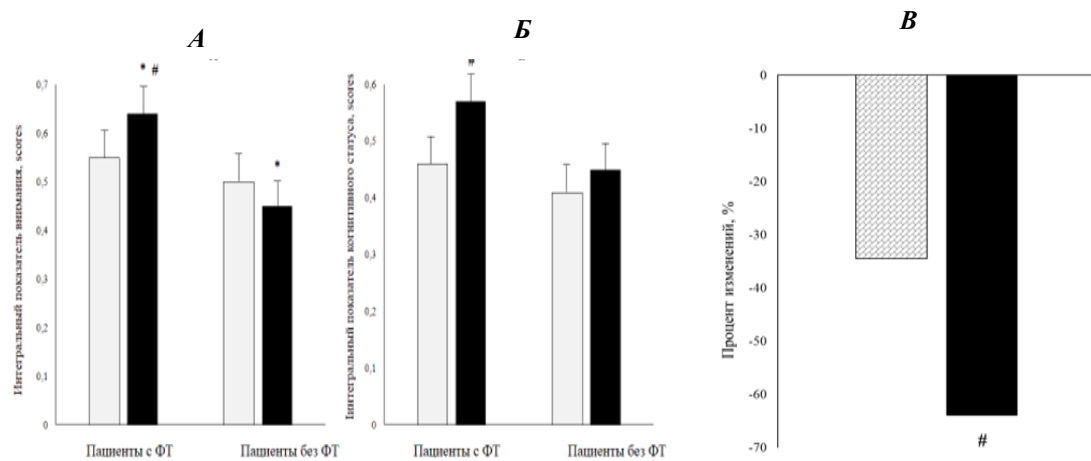 А
Б
В
Интегральный показатель внимания, scores
0,7
0,6
0,5
0,4
0,3
0,2
0,1
0
* #
*
Пациенты с ФТ
Пациенты без ФТ
Интегральный показатель когнитивного статуса, scores
0,6
0,5
0,4
0,3
0,2
0,1
0
#
Пациенты с ФТ
Пациенты без ФТ
Процент изменений, %
0
-10
-20
-30
-40
-50
-60
-70
#